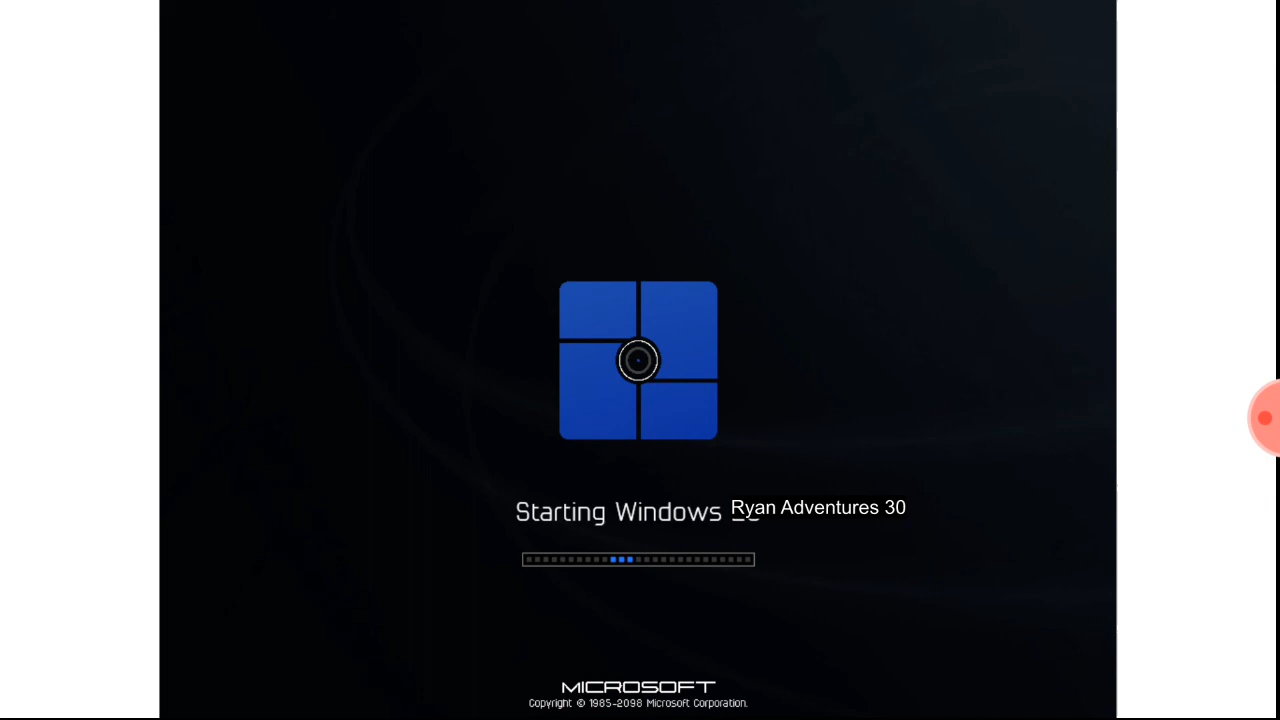 Starting Windows Ryan Adventures 30
MICROSOFT
Copyright © 1985-2098 Microsoft Corporation.